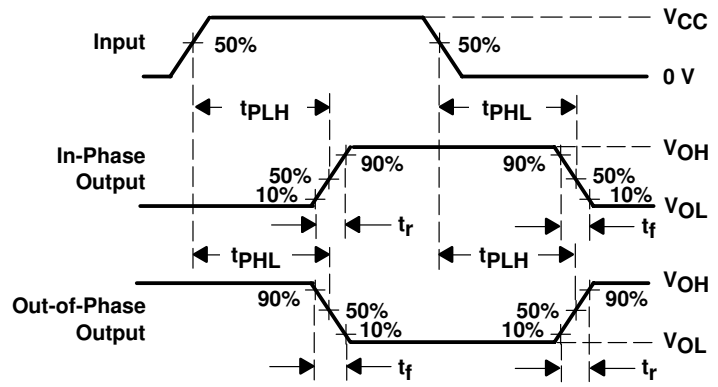 Input
50%
50%
VCC
0 V
tPLH
tPHL
In-Phase
Output
90%
50%
10%
90%
50%
10%
VOH
VOL
tr
tf
tPHL
tPLH
Out-of-Phase
Output
90%
50%
10%
50%
10%
90%
VOH
VOL
tf
tr